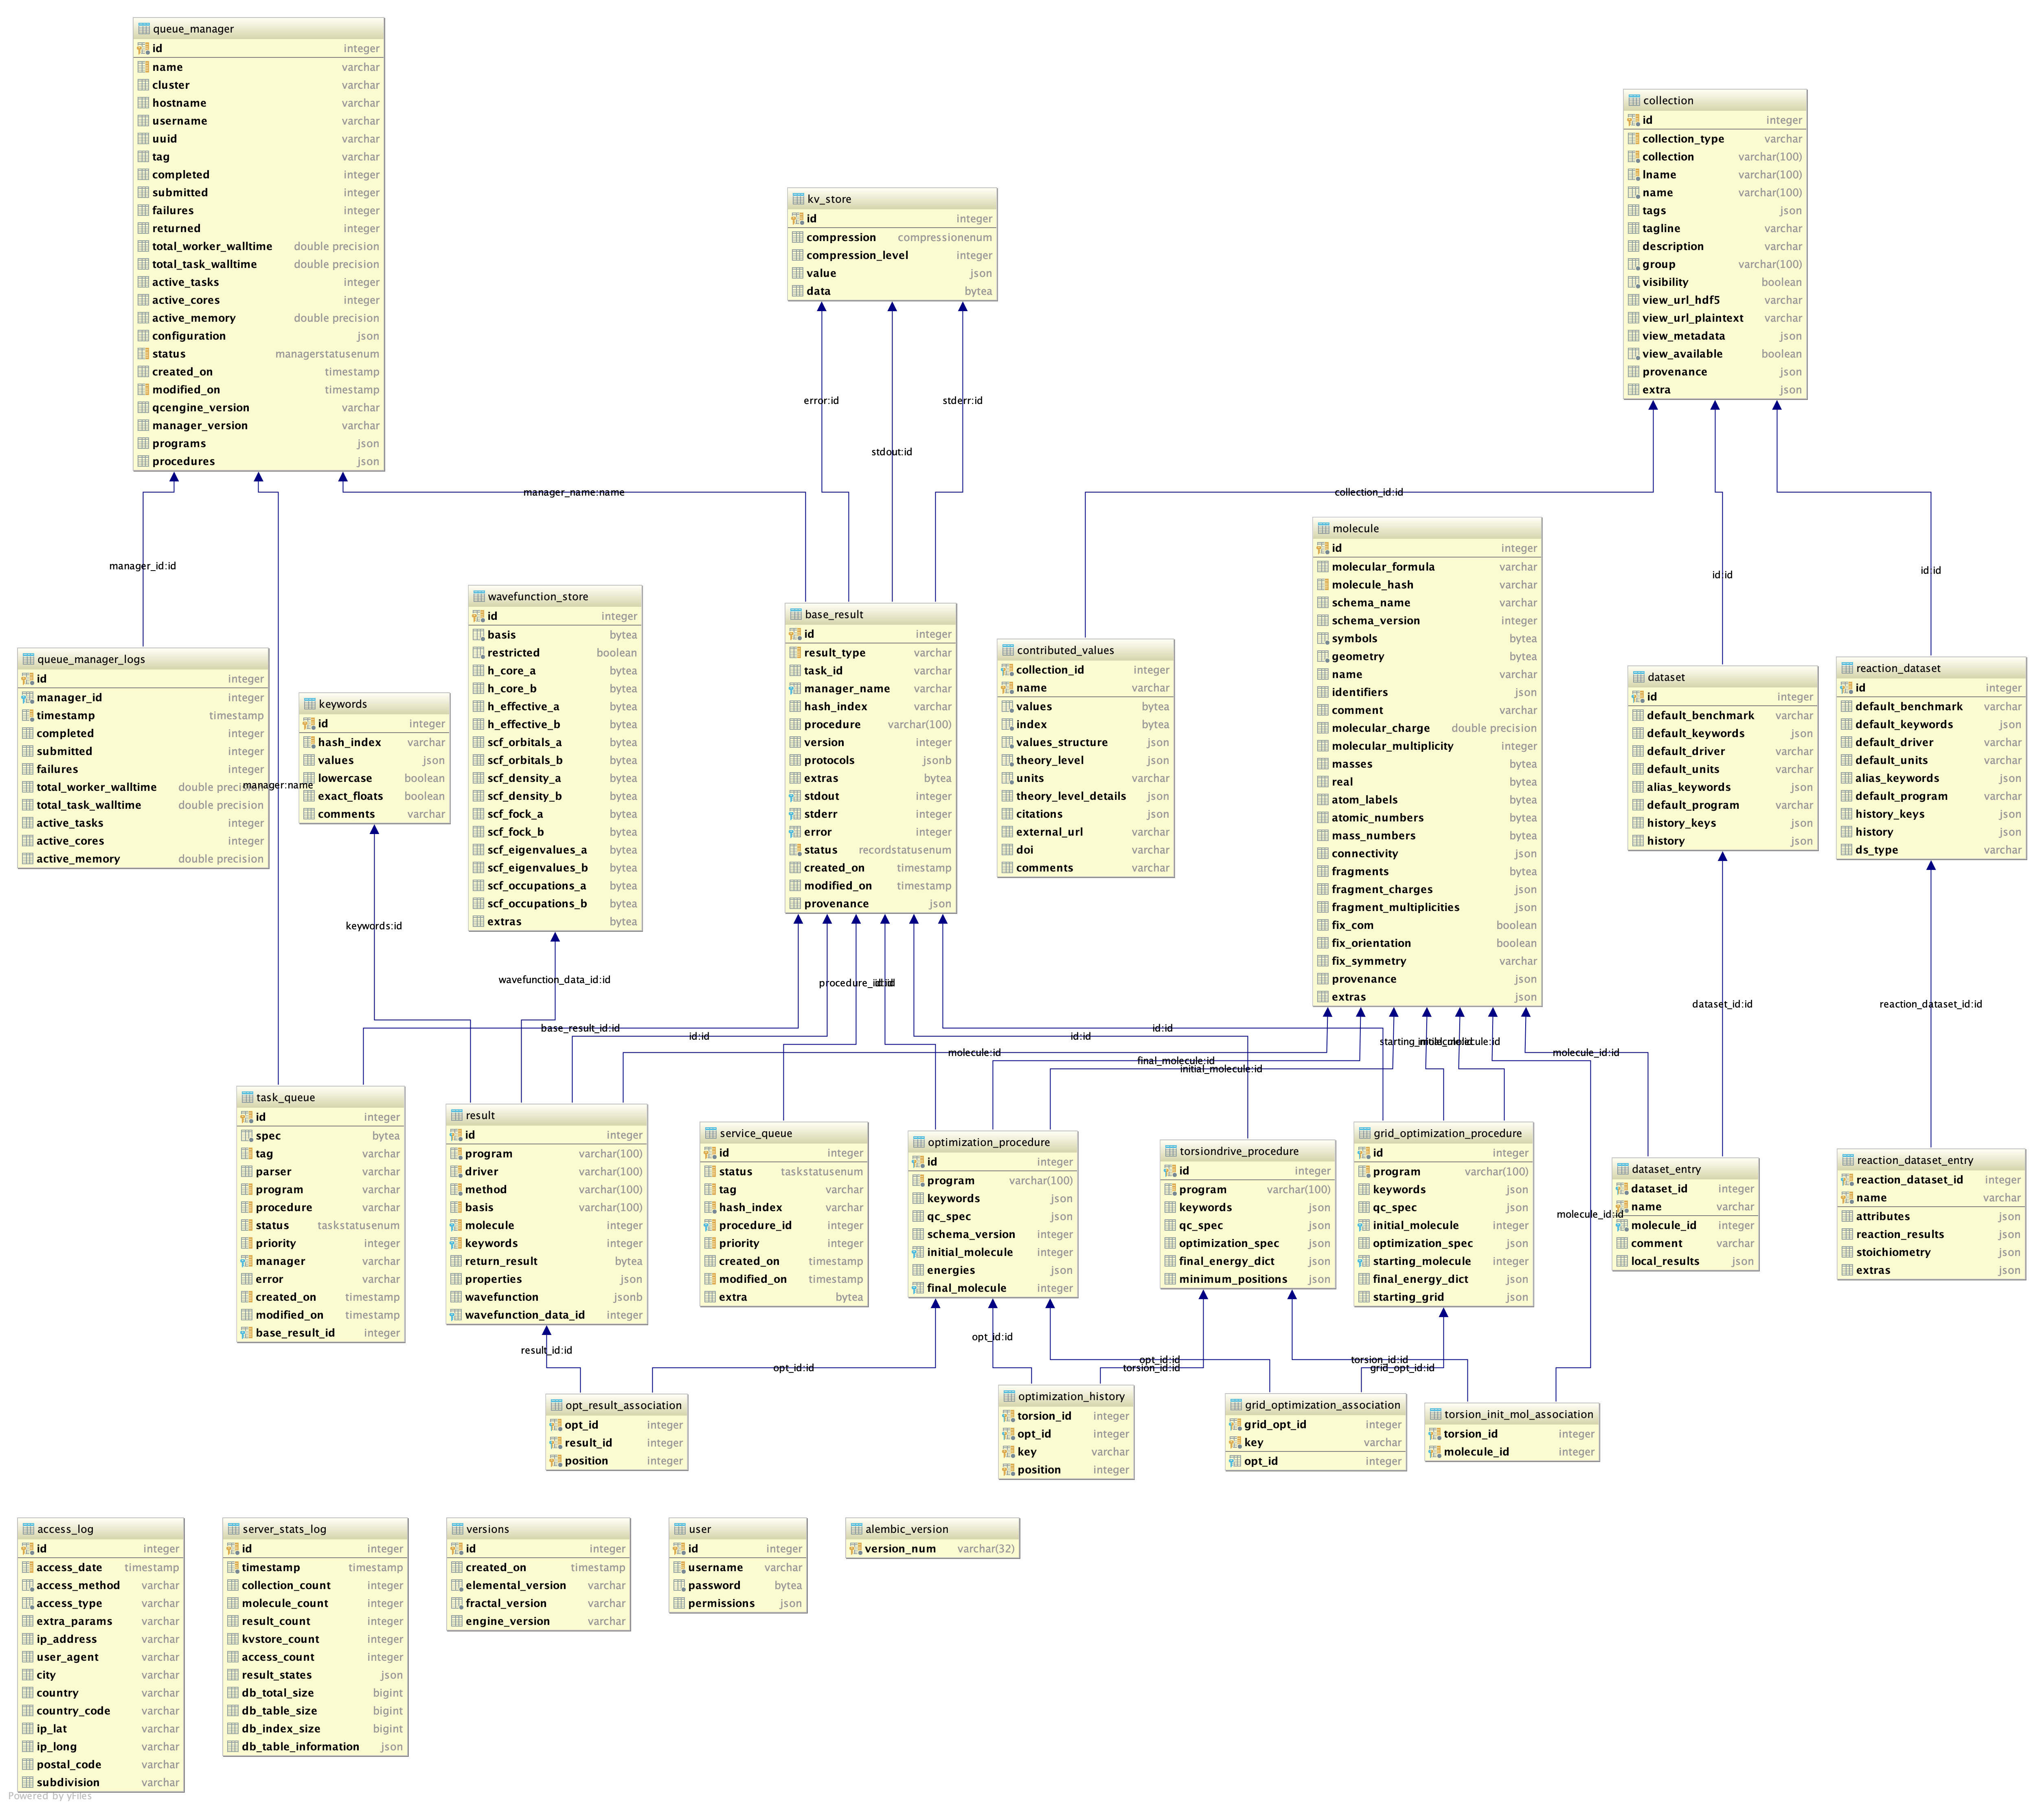 queue_manager
id integer
name varchar
cluster varchar
hostname varchar
username varchar
uuid varchar
tag varchar
completed integer
submitted integer
failures integer
returned integer
total_worker_walltime double precision
total_task_walltime double precision
active_tasks integer
active_cores integer
active_memory double precision
configuration json
status managerstatusenum
created_on timestamp
modified_on timestamp
qcengine_version varchar
manager_version varchar
programs json
procedures json
collection
id integer
collection_type varchar
collection varchar(100)
lname varchar(100)
name varchar(100)
tags json
tagline varchar
description varchar
group varchar(100)
visibility boolean
view_url_hdf5 varchar
view_url_plaintext varchar
view_metadata json
view_available boolean
provenance json
extra json
kv_store
id integer
compression compressionenum
compression_level integer
value json
data bytea
error:id
stderr:id
stdout:id
manager_name:name
collection_id:id
manager_id:id
id:id
id:id
molecule
id integer
molecular_formula varchar
molecule_hash varchar
schema_name varchar
schema_version integer
symbols bytea
geometry bytea
name varchar
identifiers json
comment varchar
molecular_charge double precision
molecular_multiplicity integer
masses bytea
real bytea
atom_labels bytea
atomic_numbers bytea
mass_numbers bytea
connectivity json
fragments bytea
fragment_charges json
fragment_multiplicities json
fix_com boolean
fix_orientation boolean
fix_symmetry varchar
provenance json
extras json
wavefunction_store
id integer
basis bytea
restricted boolean
h_core_a bytea
h_core_b bytea
h_effective_a bytea
h_effective_b bytea
scf_orbitals_a bytea
scf_orbitals_b bytea
scf_density_a bytea
scf_density_b bytea
scf_fock_a bytea
scf_fock_b bytea
scf_eigenvalues_a bytea
scf_eigenvalues_b bytea
scf_occupations_a bytea
scf_occupations_b bytea
extras bytea
base_result
id integer
result_type varchar
task_id varchar
manager_name varchar
hash_index varchar
procedure varchar(100)
version integer
protocols jsonb
extras bytea
stdout integer
stderr integer
error integer
status recordstatusenum
created_on timestamp
modified_on timestamp
provenance json
contributed_values
collection_id integer
name varchar
values bytea
index bytea
values_structure json
theory_level json
units varchar
theory_level_details json
citations json
external_url varchar
doi varchar
comments varchar
queue_manager_logs
id integer
manager_id integer
timestamp timestamp
completed integer
submitted integer
failures integer
total_worker_walltime double precision
total_task_walltime double precision
active_tasks integer
active_cores integer
active_memory double precision
manager:name
keywords
id integer
hash_index varchar
values json
lowercase boolean
exact_floats boolean
comments varchar
dataset
id integer
default_benchmark varchar
default_keywords json
default_driver varchar
default_units varchar
alias_keywords json
default_program varchar
history_keys json
history json
reaction_dataset
id integer
default_benchmark varchar
default_keywords json
default_driver varchar
default_units varchar
alias_keywords json
default_program varchar
history_keys json
history json
ds_type varchar
keywords:id
wavefunction_data_id:id
procedure_id:id
id:id
dataset_id:id
reaction_dataset_id:id
base_result_id:id
id:id
id:id
id:id
starting_molecule:id
initial_molecule:id
molecule:id
final_molecule:id
initial_molecule:id
molecule_id:id
task_queue
id integer
spec bytea
tag varchar
parser varchar
program varchar
procedure varchar
status taskstatusenum
priority integer
manager varchar
error varchar
created_on timestamp
modified_on timestamp
base_result_id integer
result
id integer
program varchar(100)
driver varchar(100)
method varchar(100)
basis varchar(100)
molecule integer
keywords integer
return_result bytea
properties json
wavefunction jsonb
wavefunction_data_id integer
service_queue
id integer
status taskstatusenum
tag varchar
hash_index varchar
procedure_id integer
priority integer
created_on timestamp
modified_on timestamp
extra bytea
optimization_procedure
id integer
program varchar(100)
keywords json
qc_spec json
schema_version integer
initial_molecule integer
energies json
final_molecule integer
torsiondrive_procedure
id integer
program varchar(100)
keywords json
qc_spec json
optimization_spec json
final_energy_dict json
minimum_positions json
grid_optimization_procedure
id integer
program varchar(100)
keywords json
qc_spec json
initial_molecule integer
optimization_spec json
starting_molecule integer
final_energy_dict json
starting_grid json
molecule_id:id
dataset_entry
dataset_id integer
name varchar
molecule_id integer
comment varchar
local_results json
reaction_dataset_entry
reaction_dataset_id integer
name varchar
attributes json
reaction_results json
stoichiometry json
extras json
result_id:id
opt_id:id
opt_id:id
torsion_id:id
opt_id:id
grid_opt_id:id
torsion_id:id
opt_result_association
opt_id integer
result_id integer
position integer
optimization_history
torsion_id integer
opt_id integer
key varchar
position integer
grid_optimization_association
grid_opt_id integer
key varchar
opt_id integer
torsion_init_mol_association
torsion_id integer
molecule_id integer
access_log
id integer
access_date timestamp
access_method varchar
access_type varchar
extra_params varchar
ip_address varchar
user_agent varchar
city varchar
country varchar
country_code varchar
ip_lat varchar
ip_long varchar
postal_code varchar
subdivision varchar
server_stats_log
id integer
timestamp timestamp
collection_count integer
molecule_count integer
result_count integer
kvstore_count integer
access_count integer
result_states json
db_total_size bigint
db_table_size bigint
db_index_size bigint
db_table_information json
versions
id integer
created_on timestamp
elemental_version varchar
fractal_version varchar
engine_version varchar
user
id integer
username varchar
password bytea
permissions json
alembic_version
version_num varchar(32)
Powered by yFiles